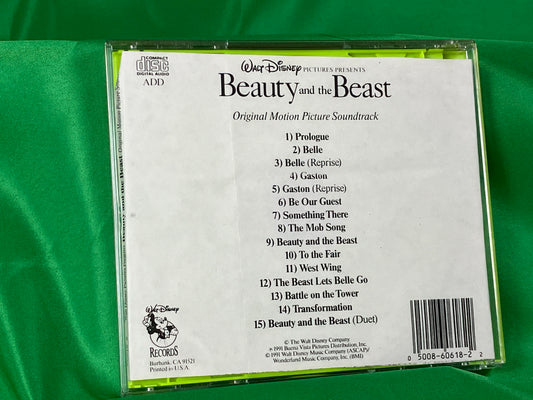 COMPACT
disc
DIGITAL AUDIO
ADD
WALT DISNEY PICTURES PRESENTS
Beauty and the Beast
Original Motion Picture Soundtrack
1) Prologue
2) Belle
3) Belle (Reprise)
4) Gaston
5) Gaston (Reprise)
6) Be Our Guest
7) Something There
8) The Mob Song
9) Beauty and the Beast
10) To the Fair
11) West Wing
12) The Beast Lets Belle Go
13) Battle on the Tower
14) Transformation
15) Beauty and the Beast (Duet)
© The Walt Disney Company
℗ 1991 Buena Vista Pictures Distribution, Inc.
© 1991 Walt Disney Music Company (ASCAP)/
Wonderland Music Company, Inc. (BMI)
WALT DISNEY
RECORDS
Burbank, CA 91521
Printed in U.S.A.
0 5008-60618-2 2
Beauty and the Beast Original Motion Picture